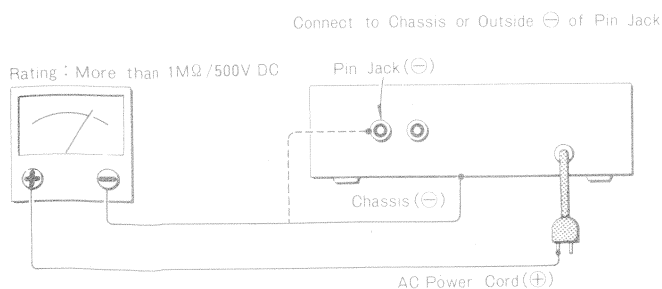 Connect to Chassis or Outside ⊖ of Pin Jack
Rating : More than 1MΩ/500V DC
Pin Jack(⊖)
Chassis(⊖)
AC Power Cord(⊕)